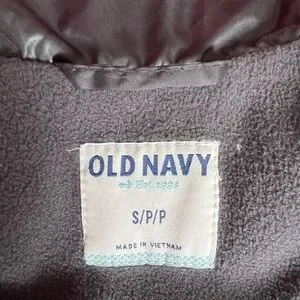 OLD NAVY
Est. 1994
S/P/P
MADE IN VIETNAM